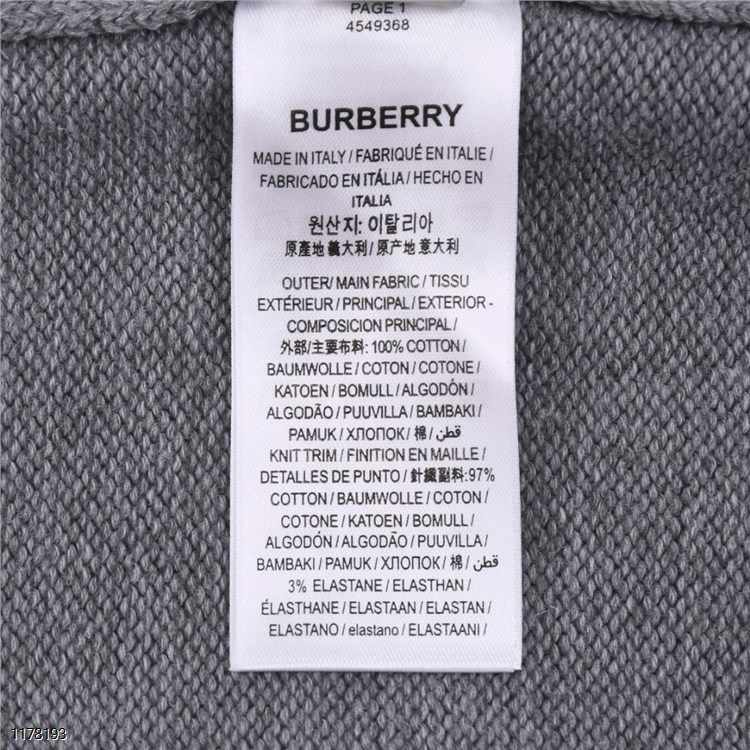 PAGE 1
4549368
BURBERRY
MADE IN ITALY / FABRIQUÉ EN ITALIE /
FABRICADO EN ITÁLIA / HECHO EN
ITALIA
원산지: 이탈리아
原產地 義大利 / 原产地 意大利
OUTER/ MAIN FABRIC / TISSU
EXTÉRIEUR / PRINCIPAL / EXTERIOR -
COMPOSICION PRINCIPAL /
外部/主要布料: 100% COTTON /
BAUMWOLLE / COTON / COTONE /
KATOEN / BOMULL / ALGODÓN /
ALGODÃO / PUUVILLA / BAMBAKI /
PAMUK / ХЛОПОК / 棉 / قطن
KNIT TRIM / FINITION EN MAILLE /
DETALLES DE PUNTO / 針織副料:97%
COTTON / BAUMWOLLE / COTON /
COTONE / KATOEN / BOMULL /
ALGODÓN / ALGODÃO / PUUVILLA /
BAMBAKI / PAMUK / ХЛОПОК / 棉 / قطن
3% ELASTANE / ELASTHAN /
ÉLASTHANE / ELASTAAN / ELASTAN /
ELASTANO / elastano / ELASTAANI /
1178193